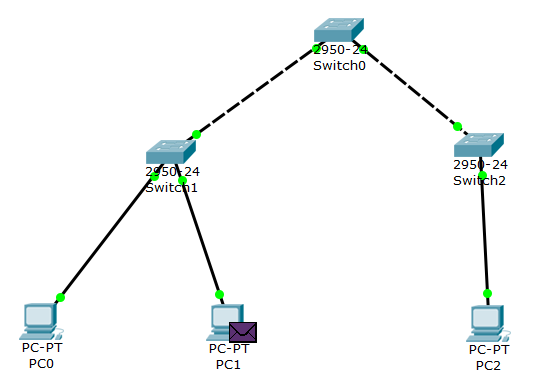 2950-24
Switch0
2950-24
Switch1
2950-24
Switch2
PC-PT
PC0
PC-PT
PC1
PC-PT
PC2